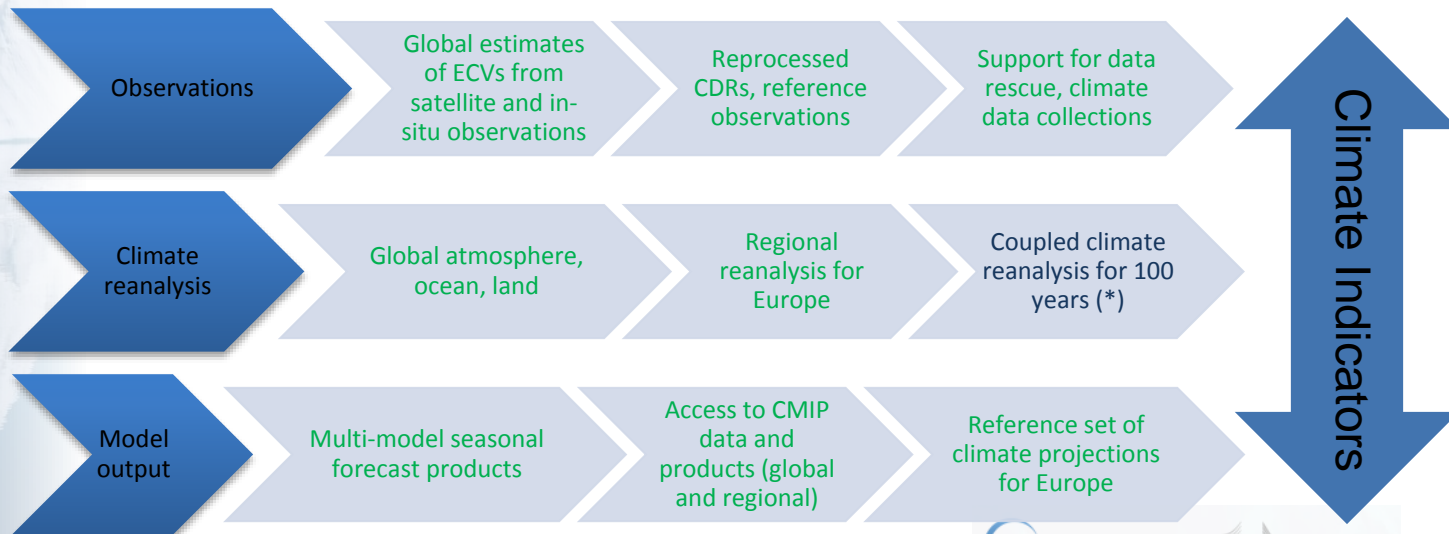 Observations
Global estimates
of ECVs from
satellite and in-
situ observations
Reprocessed
CDRs, reference
observations
Support for data
rescue, climate
data collections
Climate
reanalysis
Global atmosphere,
ocean, land
Regional
reanalysis for
Europe
Coupled climate
reanalysis for 100
years (*)
Model
output
Multi-model seasonal
forecast products
Access to CMIP
data and
products (global
and regional)
Reference set of
climate projections
for Europe
Climate Indicators